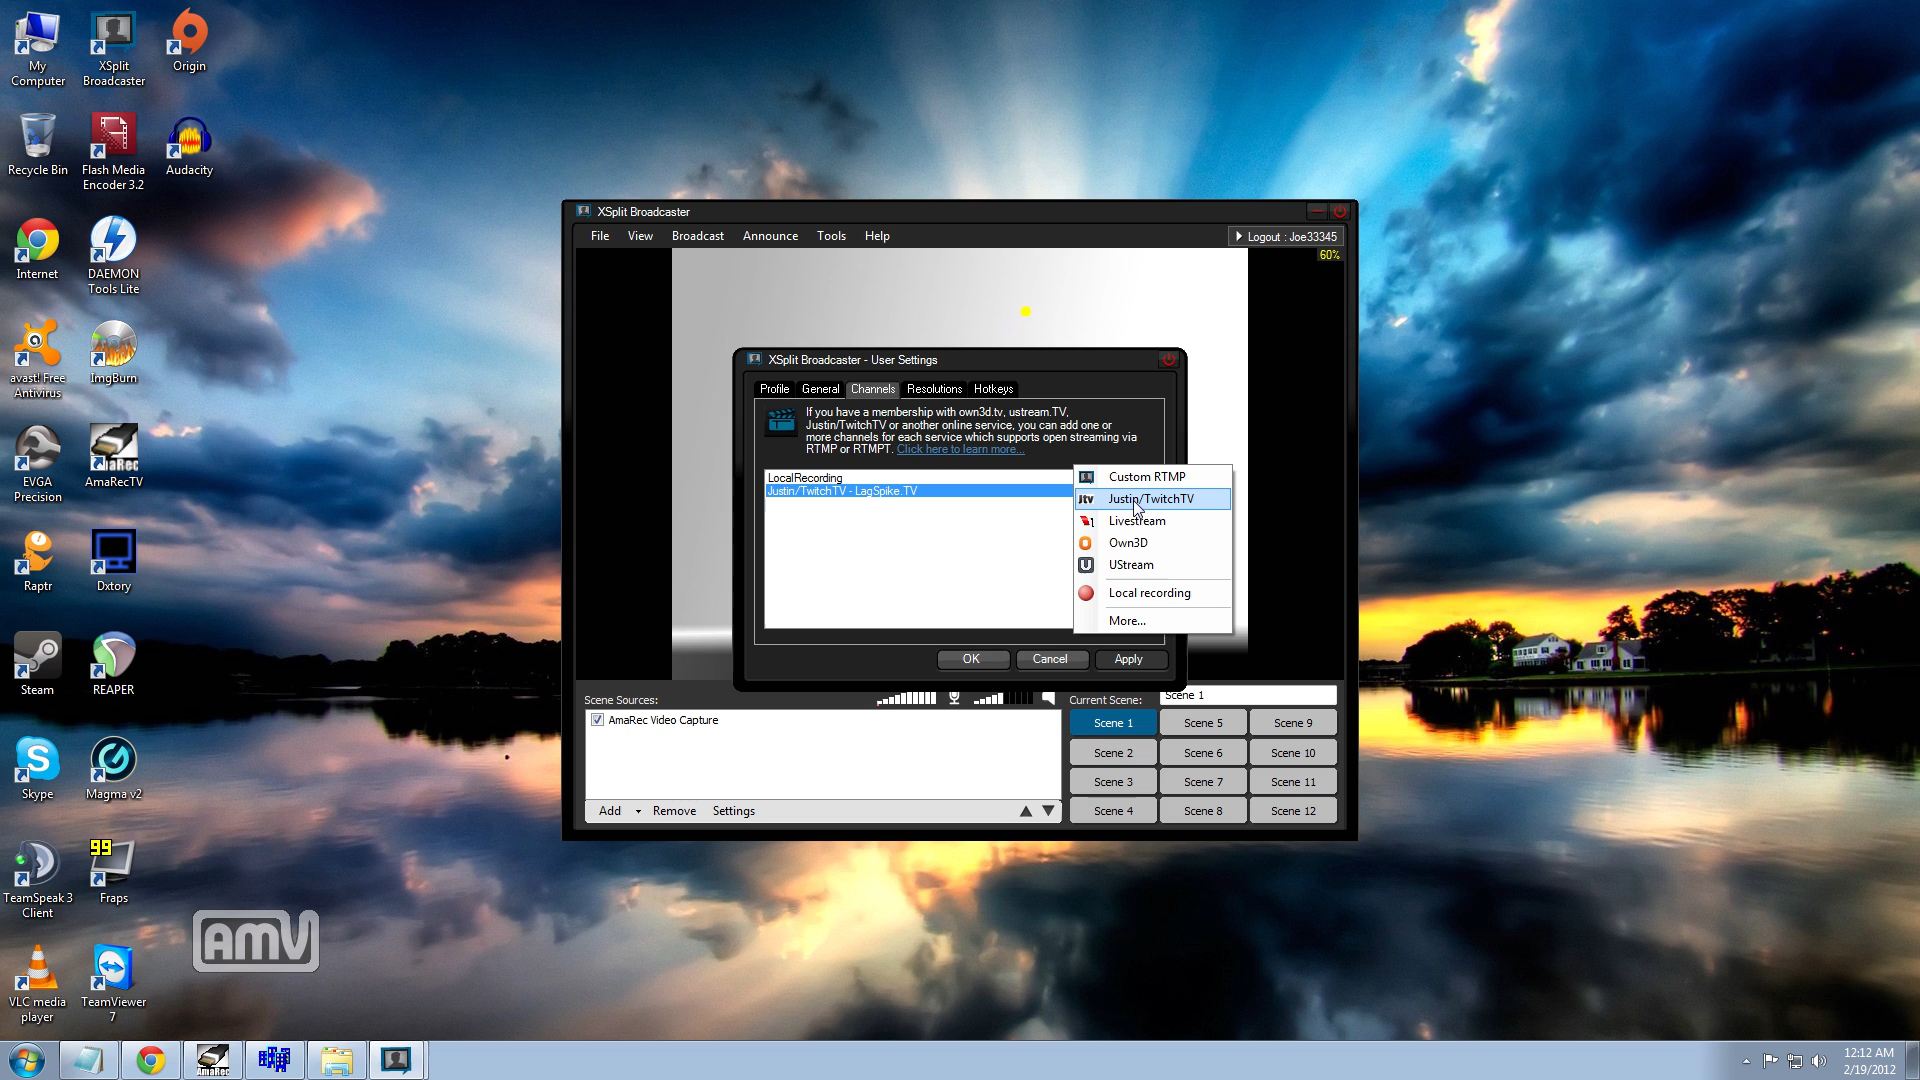 My Computer
XSplit Broadcaster
Origin
Recycle Bin
Flash Media Encoder 3.2
Audacity
Internet
DAEMON Tools Lite
avast! Free Antivirus
ImgBurn
EVGA Precision
AmaRec
AmaRecTV
Raptr
Dxtory
Steam
REAPER
Skype
Magma v2
99
TeamSpeak 3 Client
Fraps
AMV
VLC media player
TeamViewer 7
XSplit Broadcaster
File View Broadcast Announce Tools Help
Logout : Joe33345
60%
XSplit Broadcaster - User Settings
Profile General Channels Resolutions Hotkeys
If you have a membership with own3d.tv, ustream.TV,
Justin/TwitchTV or another online service, you can add one or
more channels for each service which supports open streaming via
RTMP or RTMPT. Click here to learn more...
LocalRecording
Justin/TwitchTV - LagSpike.TV
Custom RTMP
jtv Justin/TwitchTV
Livestream
Own3D
UStream
Local recording
More...
OK Cancel Apply
Scene Sources:
AmaRec Video Capture
Add Remove Settings
Current Scene: Scene 1
Scene 1 Scene 5 Scene 9
Scene 2 Scene 6 Scene 10
Scene 3 Scene 7 Scene 11
Scene 4 Scene 8 Scene 12
AmaRec
12:12 AM
2/19/2012